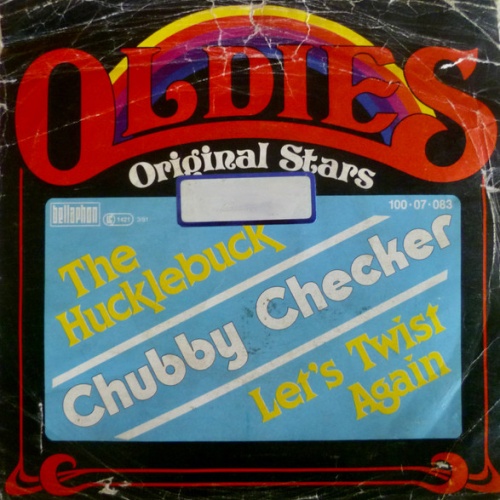 OLDIES
Original Stars
bellaphon
100·07·083
The
Hucklebuck
Chubby Checker
Let's Twist
Again